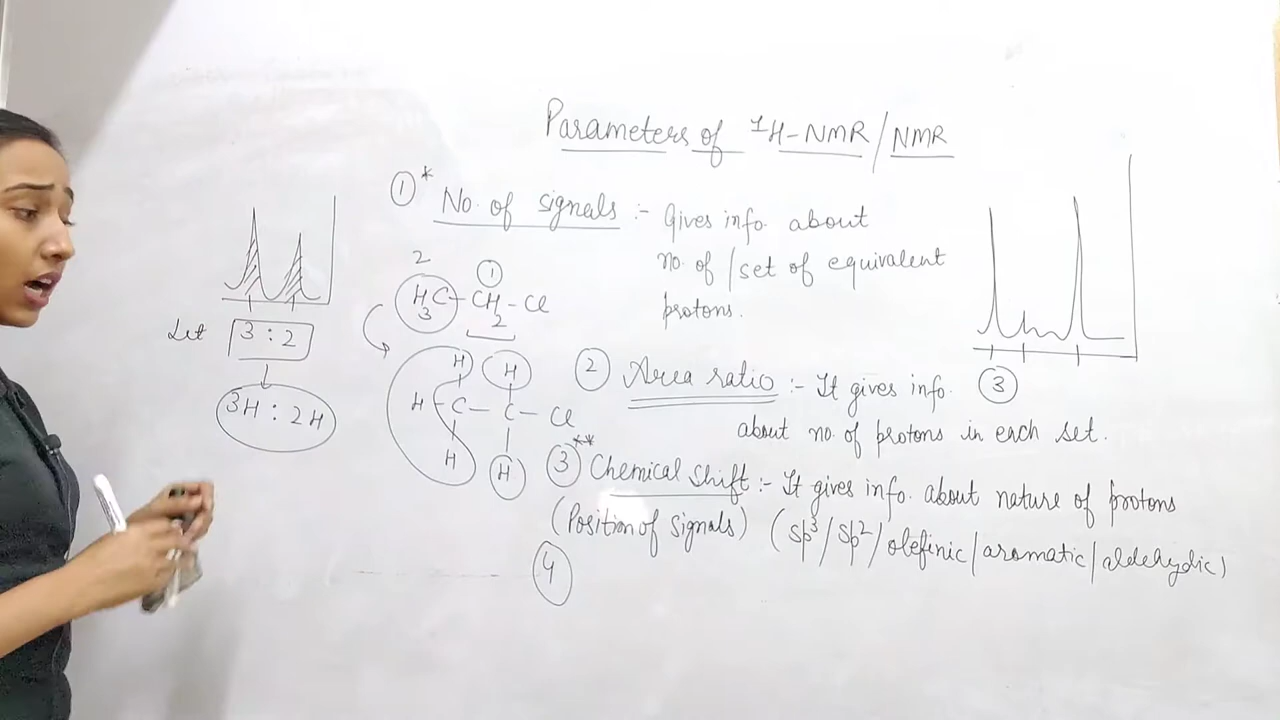 Parameters of ¹H-NMR/NMR
①* No. of signals :- Gives info. about
no. of /set of equivalent
protons.
2 ①
H₃C-CH₂-Cl
Let 3 : 2
3H : 2H
H H
H-C-C-Cl
H H
③
② Area ratio :- It gives info.
about no. of protons in each set.
③** Chemical Shift :- It gives info. about nature of protons
(Position of signals) (sp³/sp²/olefinic/aromatic/aldehydic)
④